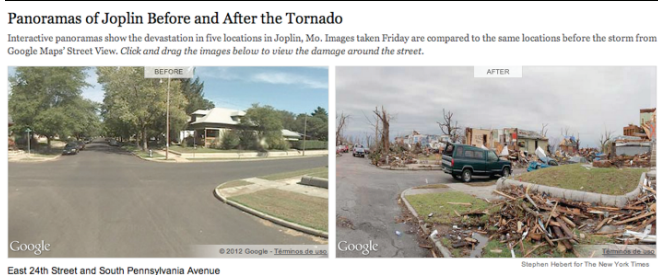 Panoramas of Joplin Before and After the Tornado
Interactive panoramas show the devastation in five locations in Joplin, Mo. Images taken Friday are compared to the same locations before the storm from
Google Maps' Street View. Click and drag the images below to view the damage around the street.
BEFORE
AFTER
Google
© 2012 Google - Términos de uso
Google
Términos de uso
East 24th Street and South Pennsylvania Avenue
Stephen Hebert for The New York Times